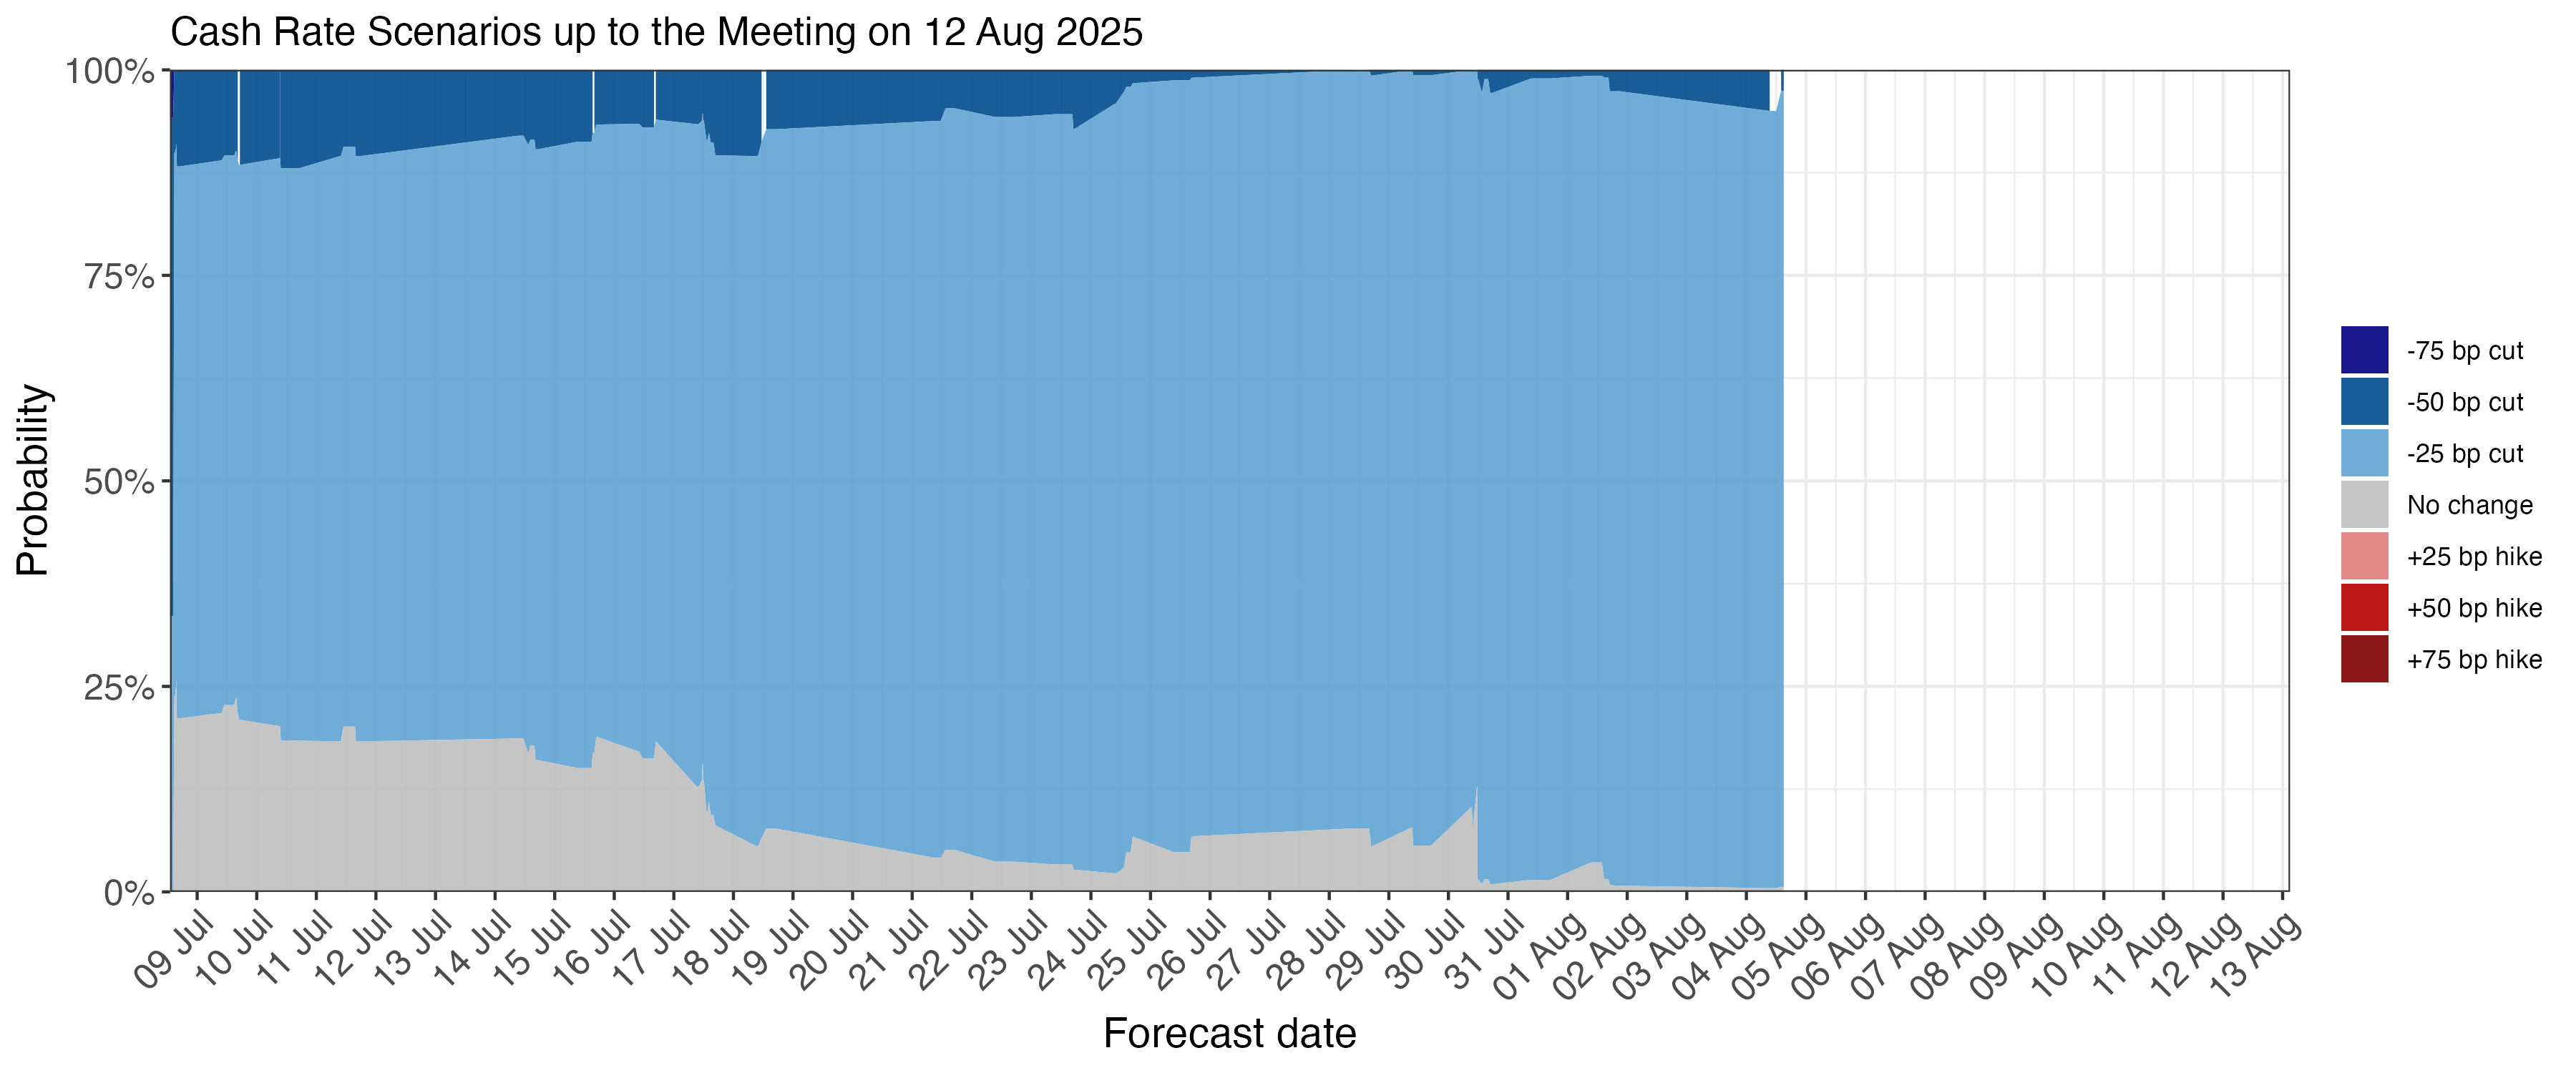 Cash Rate Scenarios up to the Meeting on 12 Aug 2025
Probability
100%
75%
50%
25%
0%
09 Jul
10 Jul
11 Jul
12 Jul
13 Jul
14 Jul
15 Jul
16 Jul
17 Jul
18 Jul
19 Jul
20 Jul
21 Jul
22 Jul
23 Jul
24 Jul
25 Jul
26 Jul
27 Jul
28 Jul
29 Jul
30 Jul
31 Jul
01 Aug
02 Aug
03 Aug
04 Aug
05 Aug
06 Aug
07 Aug
08 Aug
09 Aug
10 Aug
11 Aug
12 Aug
13 Aug
Forecast date
-75 bp cut
-50 bp cut
-25 bp cut
No change
+25 bp hike
+50 bp hike
+75 bp hike